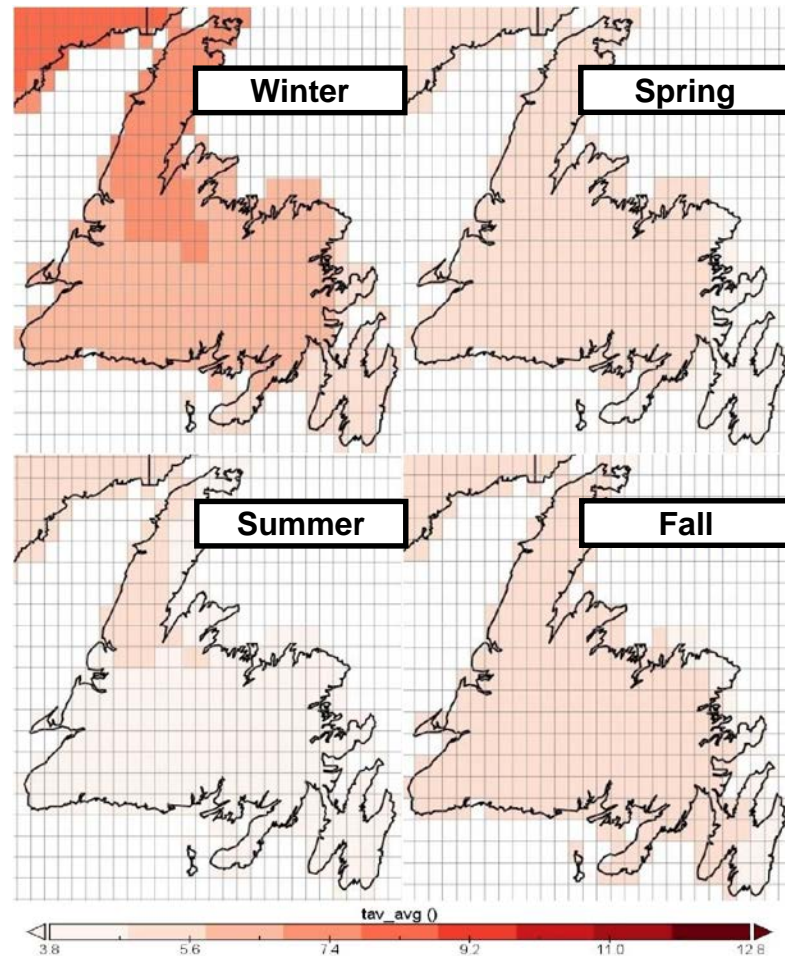 Winter
Spring
Summer
Fall
tav_avg ()
3.8 5.6 7.4 9.2 11.0 12.8